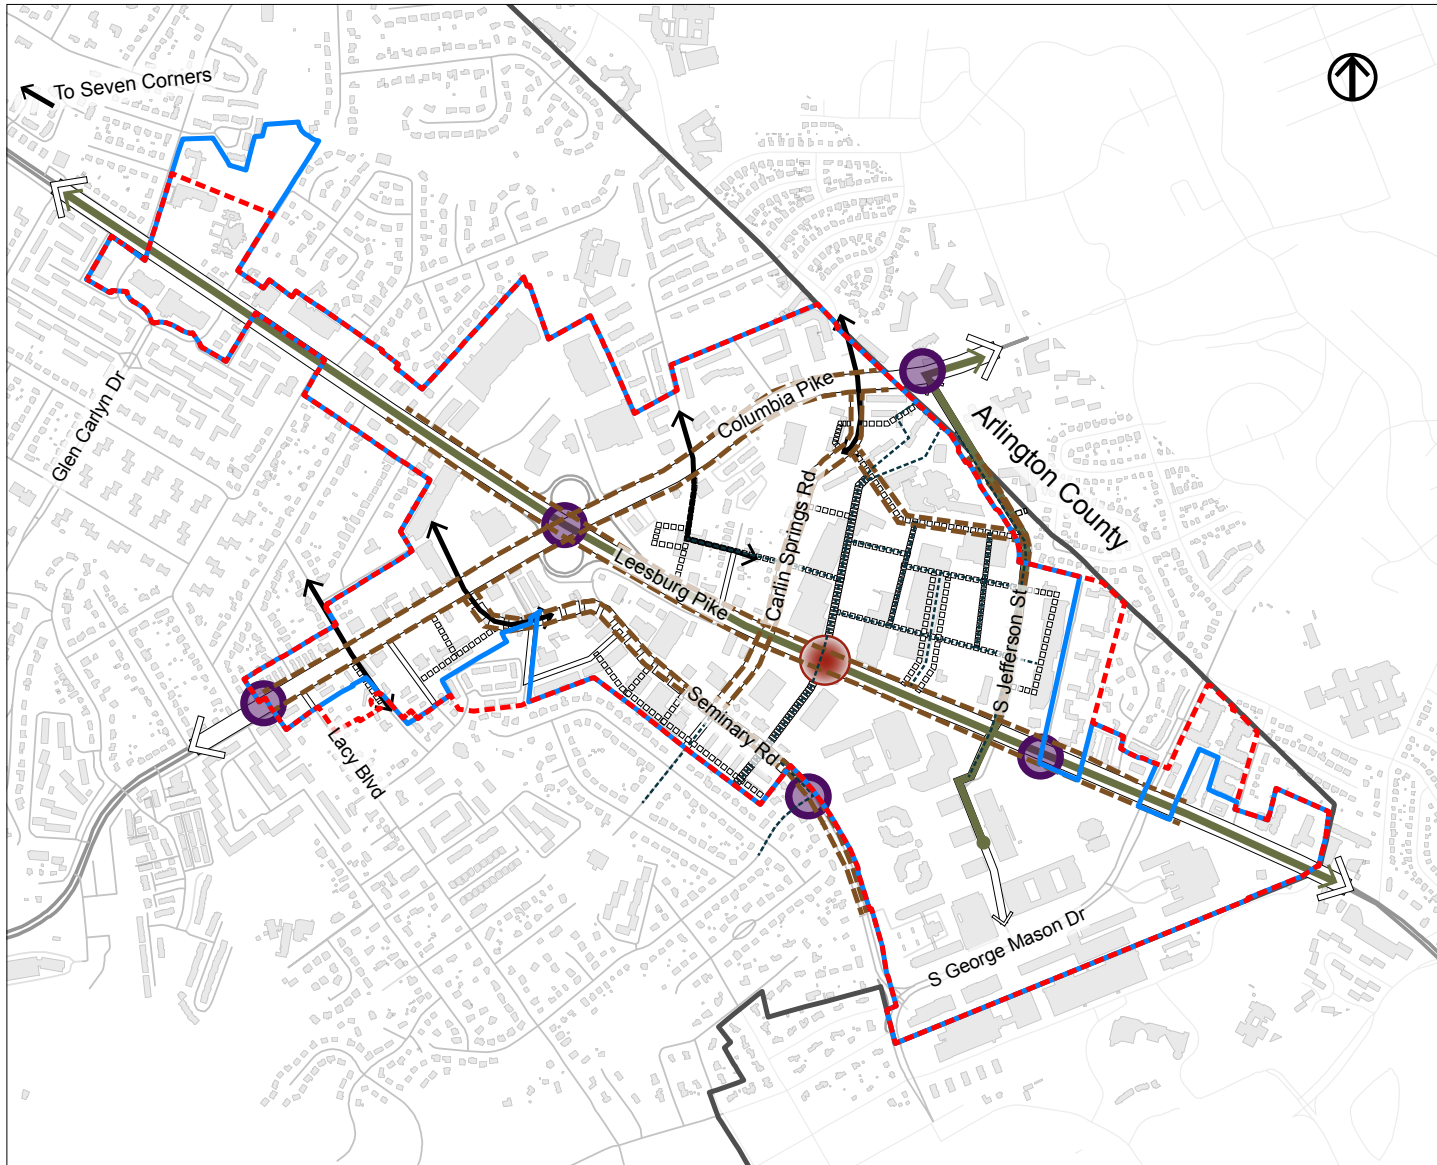 To Seven Corners
Glen Carlyn Dr
Columbia Pike
Arlington County
Carlin Springs Rd
Leesburg Pike
S Jefferson St
Seminary Rd
Lacy Blvd
S George Mason Dr